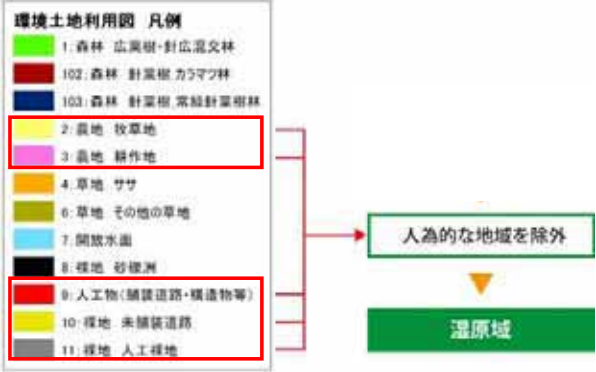 環境土地利用図 凡例
1:森林 広葉樹・針広混交林
102:森林 針葉樹 カラマツ林
103:森林 針葉樹 常緑針葉樹林
2:農地 牧草地
3:農地 耕作地
4:草地 ササ
6:草地 その他の草地
7:開放水面
8:裸地 砂礫洲
9:人工物(舗装道路・構造物等)
10:裸地 未舗装道路
11:裸地 人工裸地
人為的な地域を除外
湿原域